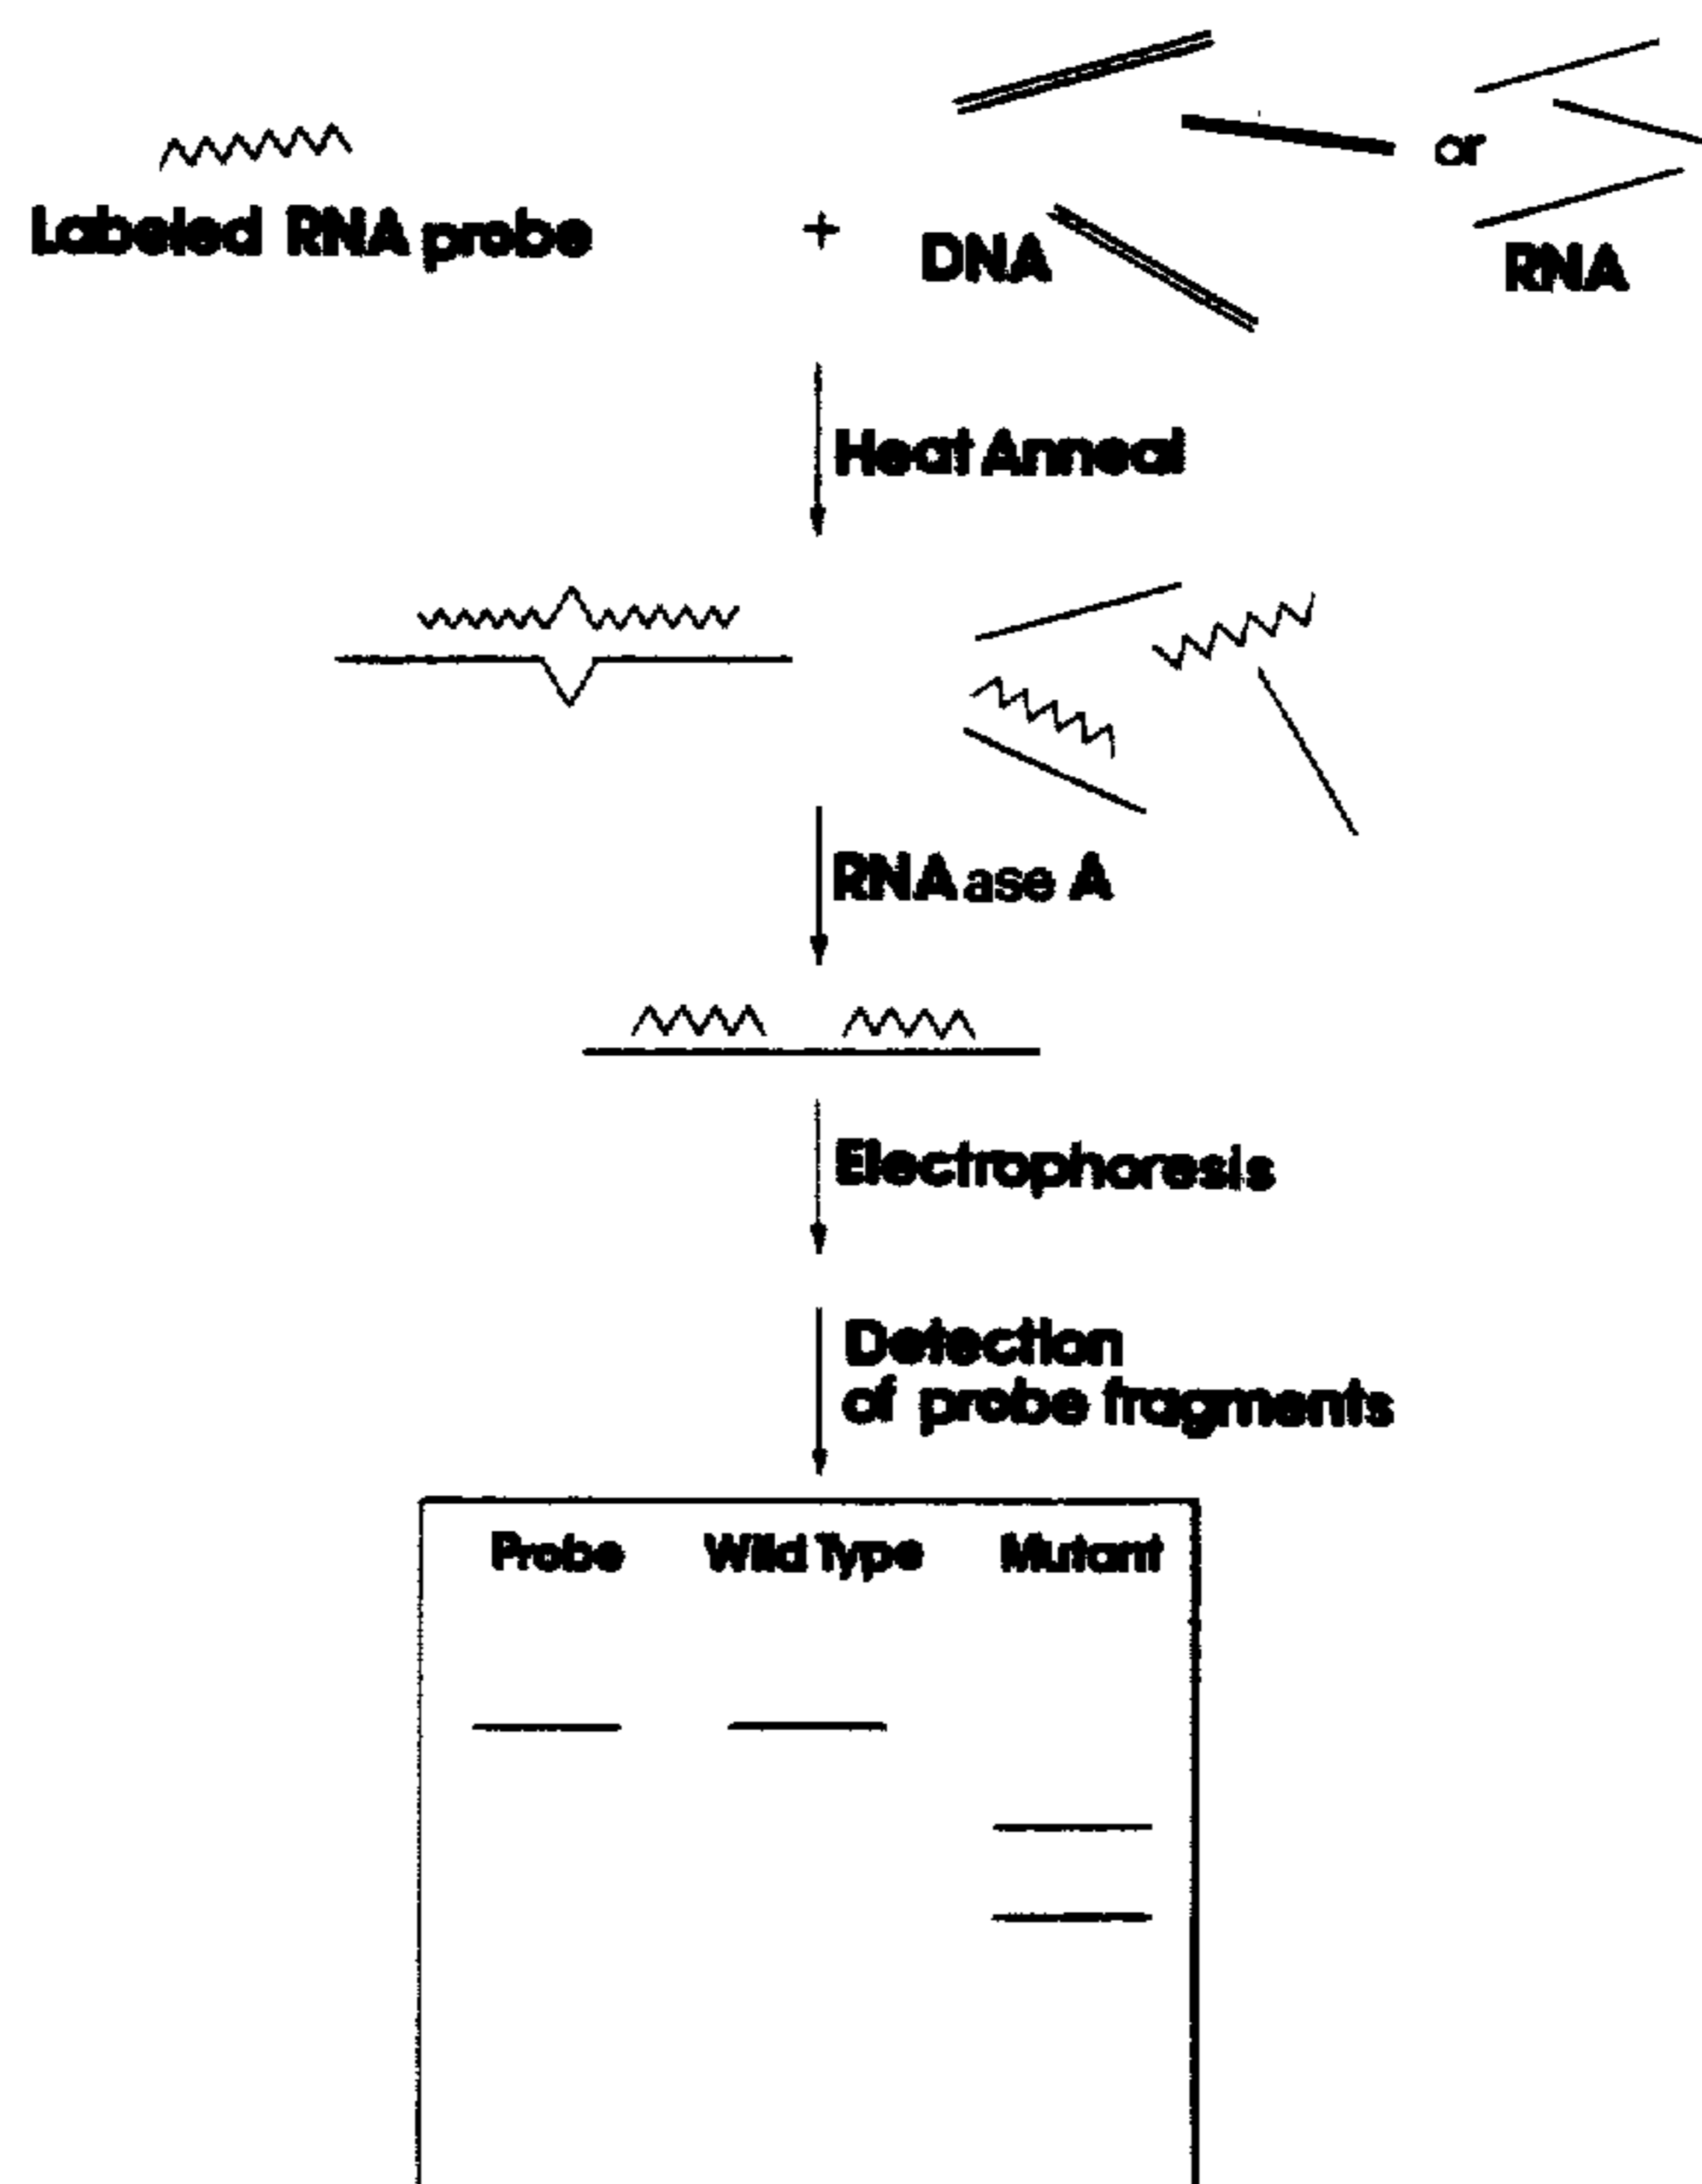 or
Labeled RNA probe + DNA RNA
Heat Anneal
RNAase A
Electrophoresis
Detection
of probe fragments
Probe Wild Type Mutant